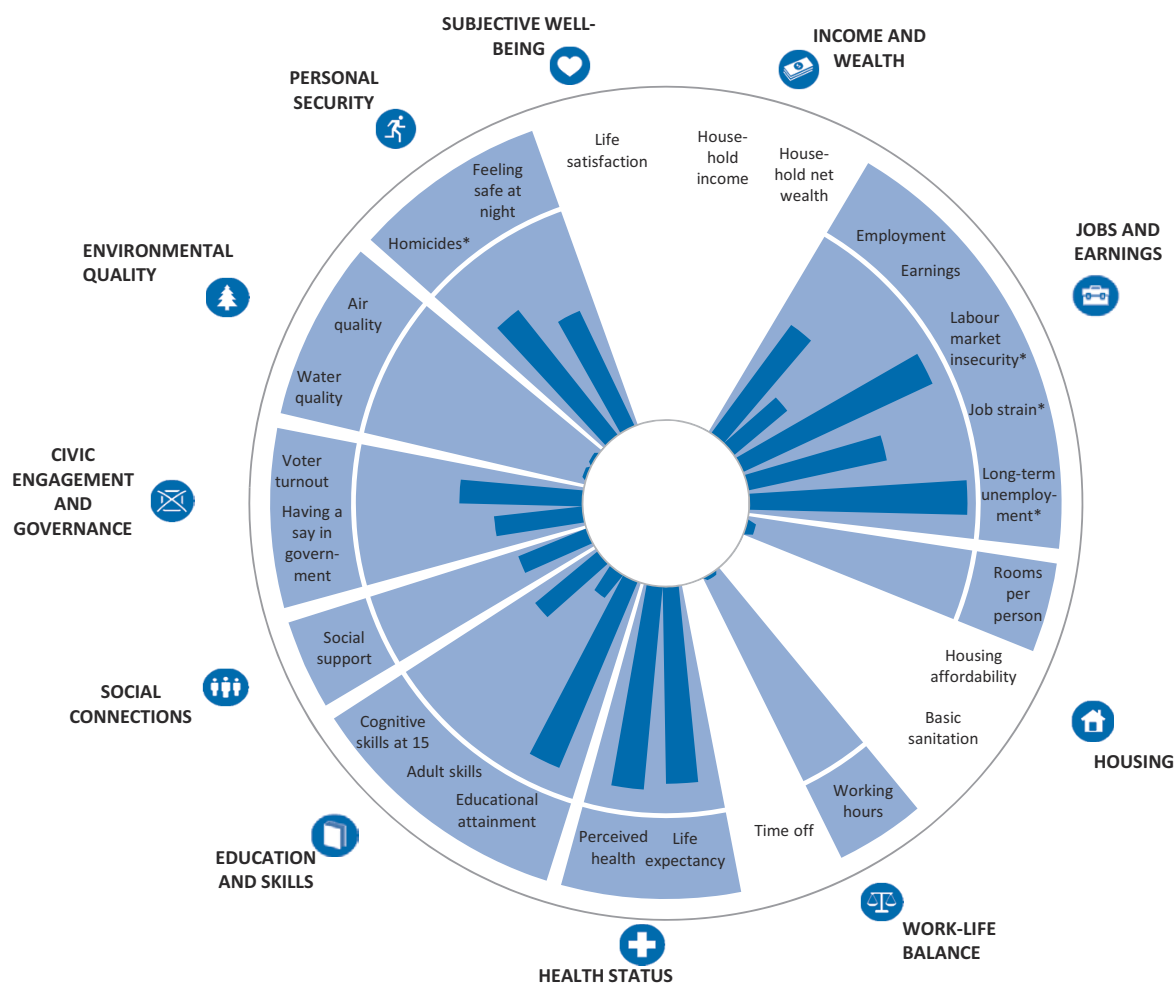 SUBJECTIVE WELL-
BEING
INCOME AND
WEALTH
PERSONAL
SECURITY
Life
satisfaction
House-
hold
income
House-
hold net
wealth
Feeling
safe at
night
Homicides*
Employment
Earnings
JOBS AND
EARNINGS
ENVIRONMENTAL
QUALITY
Air
quality
Water
quality
Labour
market
insecurity*
Job strain*
Long-term
unemploy-
ment*
CIVIC
ENGAGEMENT
AND
GOVERNANCE
Voter
turnout
Having a
say in
govern-
ment
Rooms
per
person
Housing
affordability
Basic
sanitation
HOUSING
Social
support
SOCIAL
CONNECTIONS
Cognitive
skills at 15
Adult skills
Educational
attainment
EDUCATION
AND SKILLS
Perceived
health
Life
expectancy
HEALTH STATUS
Time off
Working
hours
WORK-LIFE
BALANCE